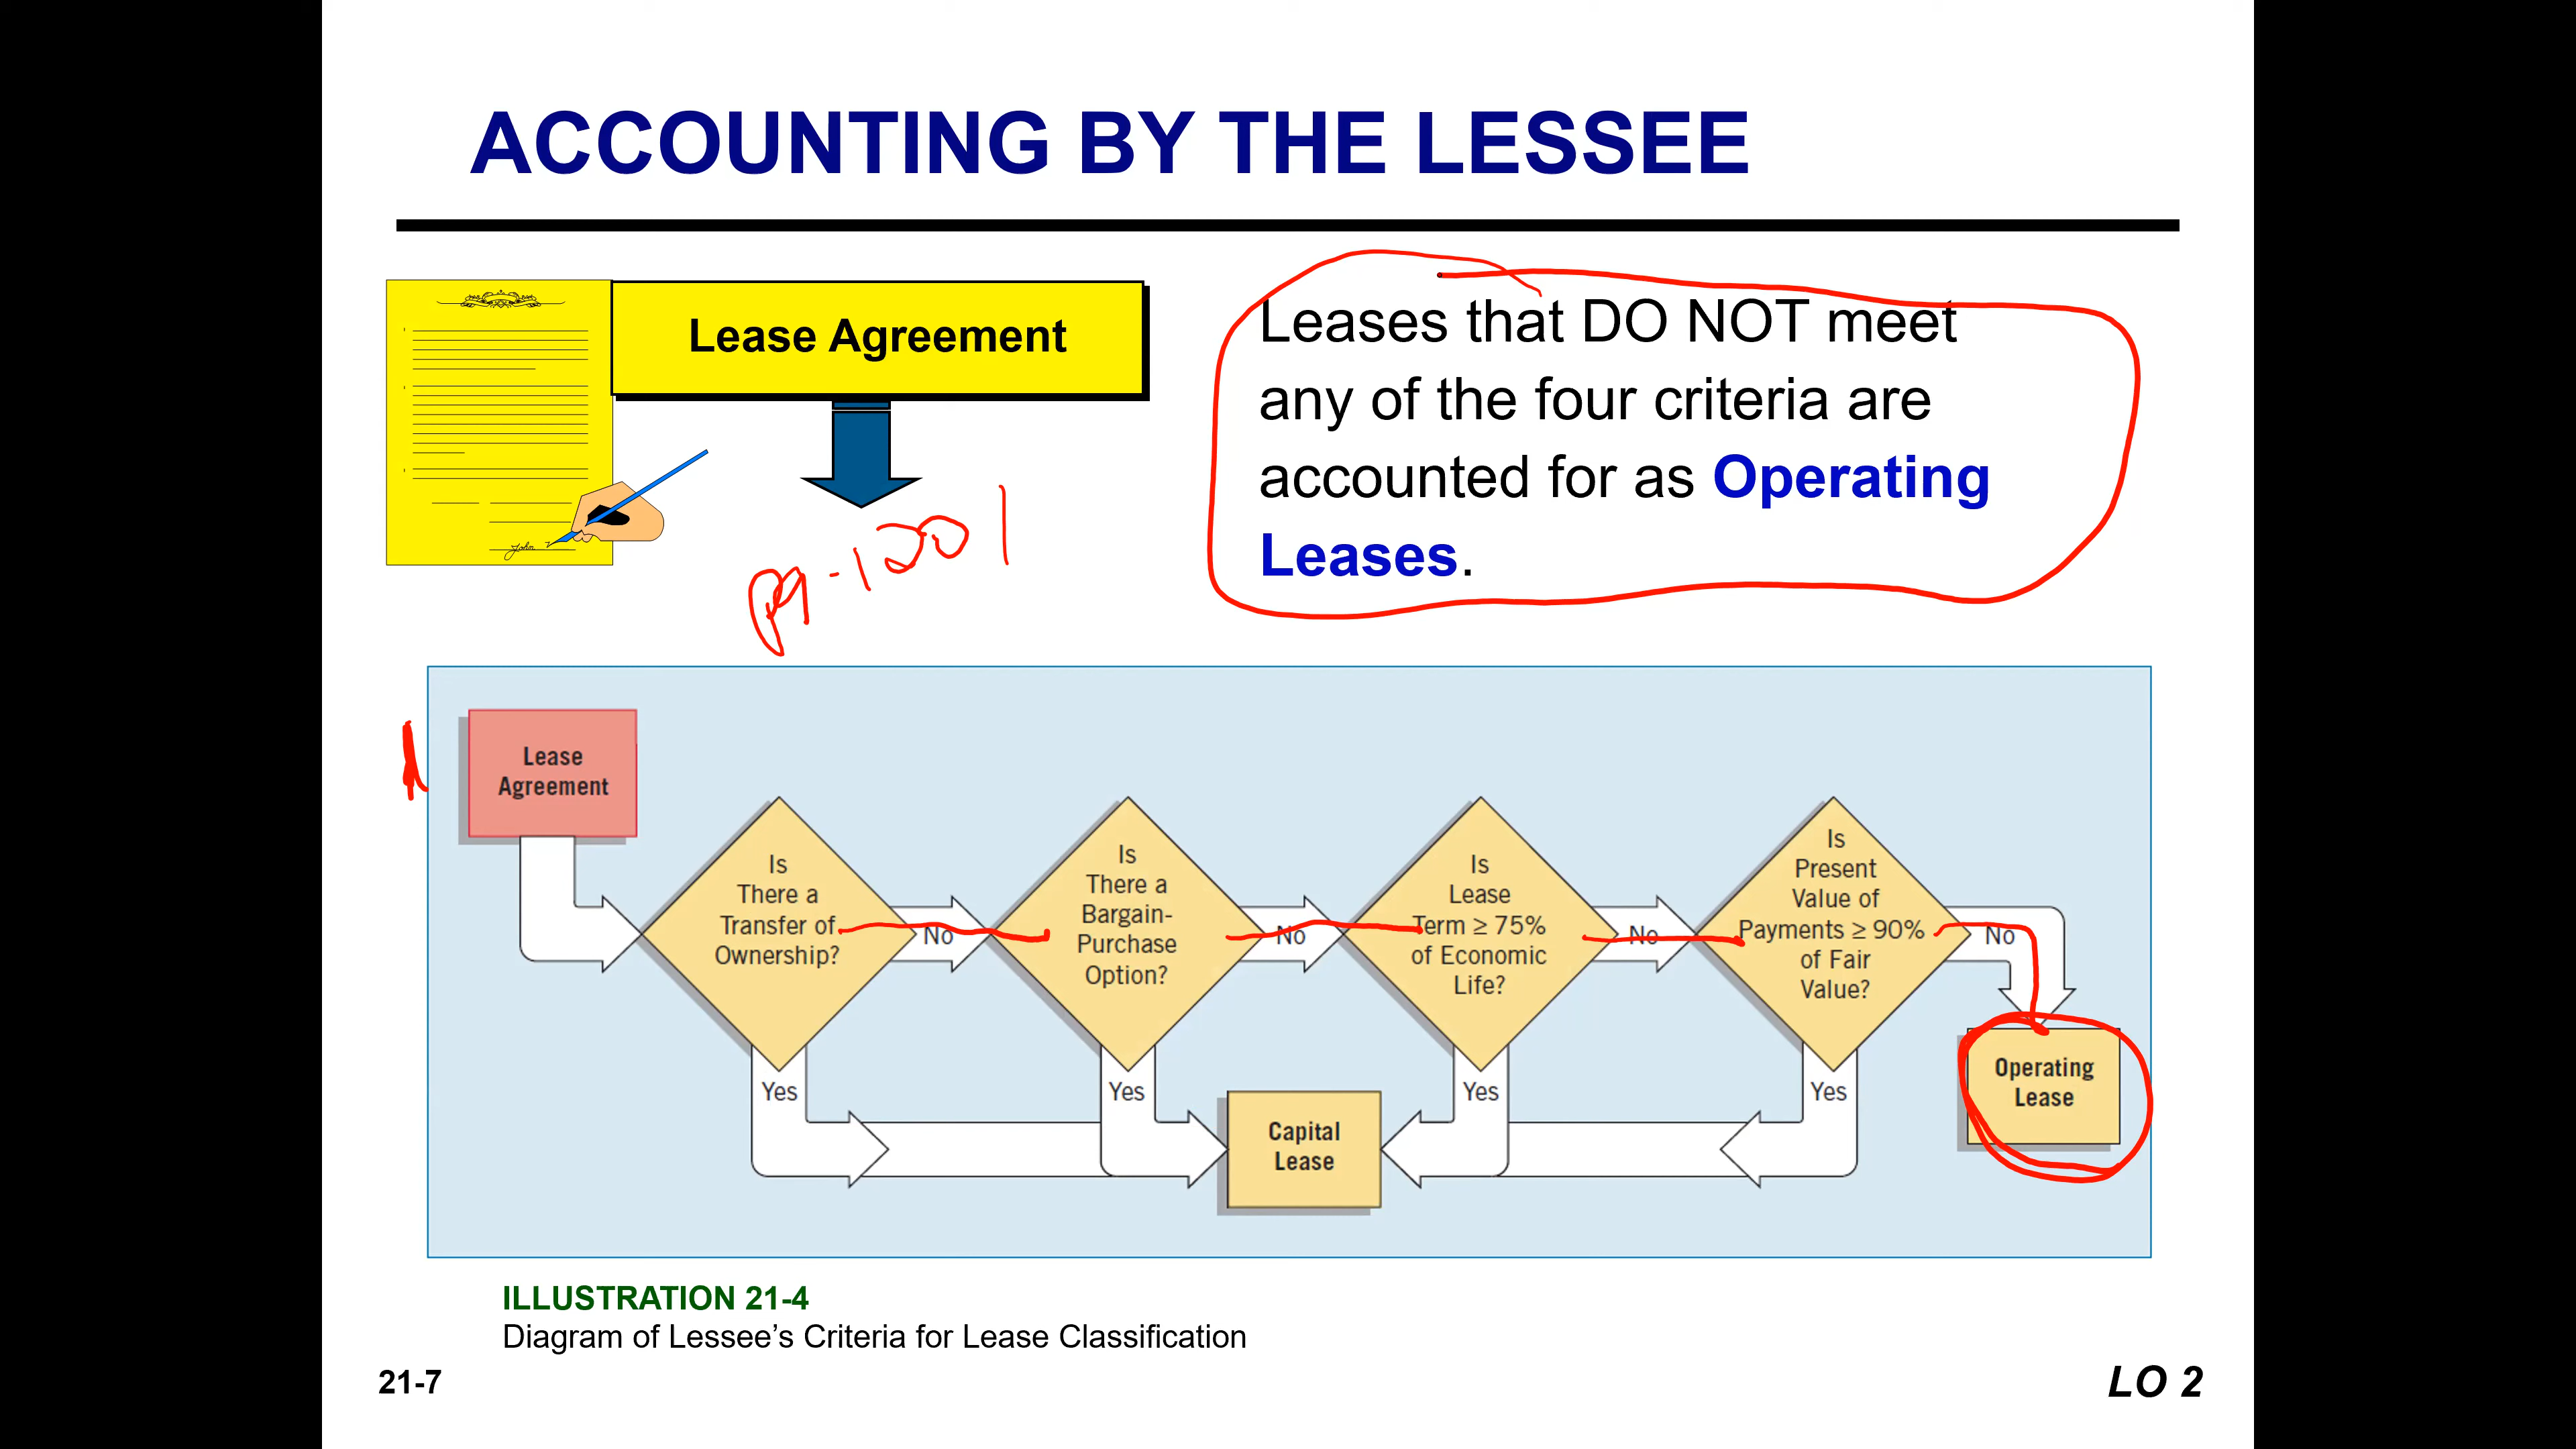 ACCOUNTING BY THE LESSEE
Lease Agreement
Leases that DO NOT meet
any of the four criteria are
accounted for as Operating
Leases.
John
pg-1201
Lease
Agreement
Is
There a
Transfer of
Ownership?
No
Is
There a
Bargain-
Purchase
Option?
No
Is
Lease
Term ≥ 75%
of Economic
Life?
No
Is
Present
Value of
Payments ≥ 90%
of Fair
Value?
No
Yes
Yes
Yes
Yes
Capital
Lease
Operating
Lease
ILLUSTRATION 21-4
Diagram of Lessee’s Criteria for Lease Classification
21-7
LO 2